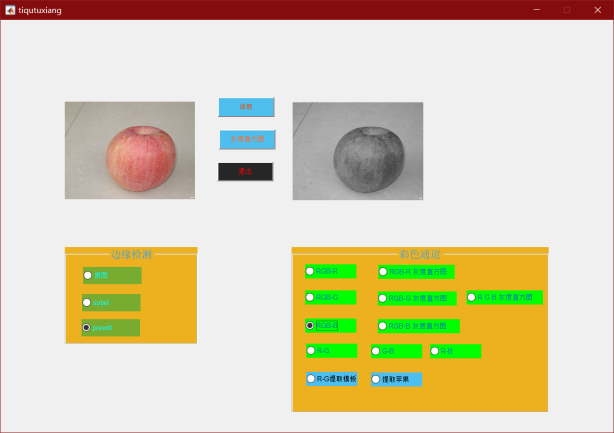 tiqutuxiang
读图
灰度直方图
退出
边缘检测
原图
sobel
prewitt
彩色通道
RGB-R
RGB-R 灰度直方图
RGB-G
RGB-G 灰度直方图
R G B 灰度直方图
RGB-B
RGB-B 灰度直方图
R-G
G-B
R-B
R-G提取模板
提取苹果